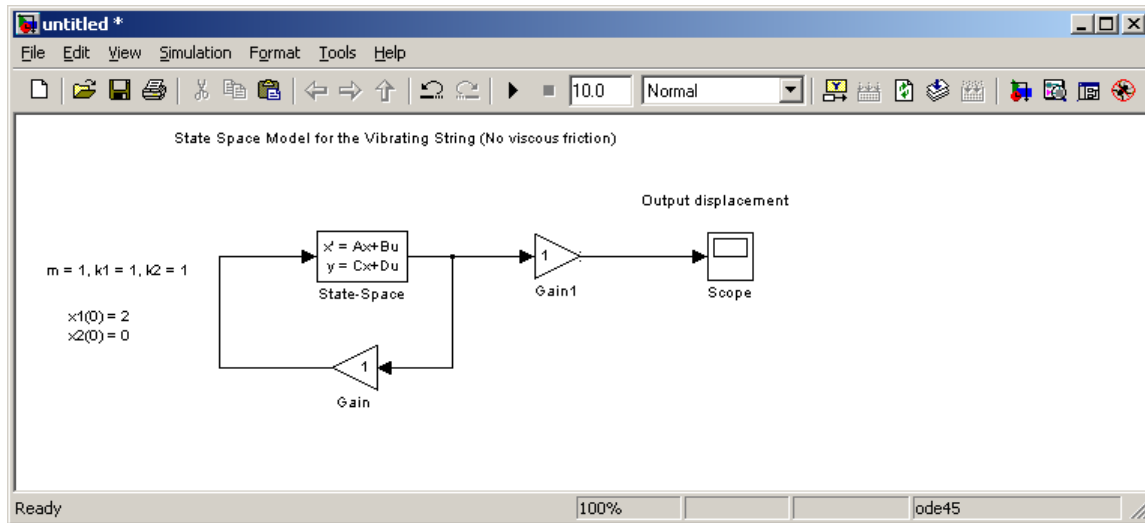 untitled *
File Edit View Simulation Format Tools Help
10.0 Normal
State Space Model for the Vibrating String (No viscous friction)
Output displacement
x' = Ax+Bu
y = Cx+Du
State-Space
1
Gain1
Scope
m = 1, k1 = 1, k2 = 1
x1(0) = 2
x2(0) = 0
1
Gain
Ready 100% ode45